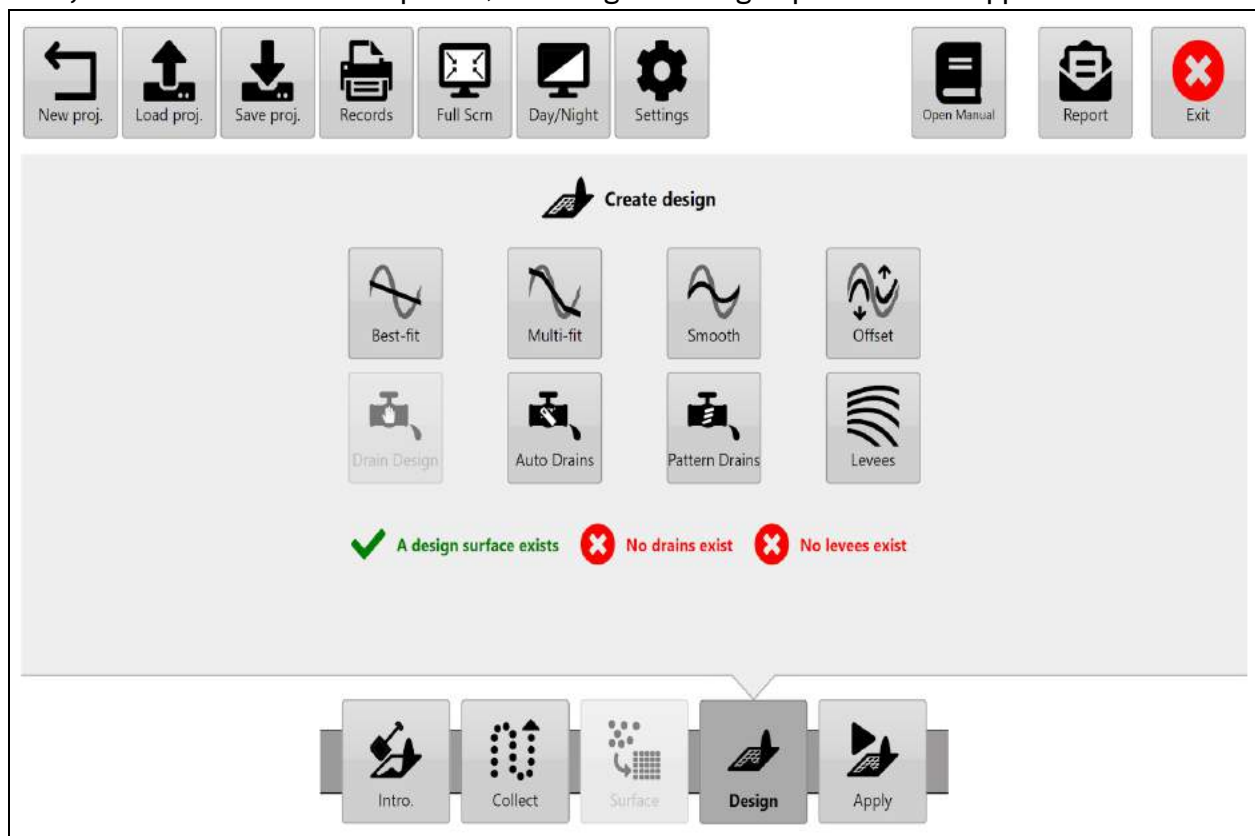 New proj. Load proj. Save proj. Records Full Scrn Day/Night Settings Open Manual Report Exit
Create design
Best-fit Multi-fit Smooth Offset
Drain Design Auto Drains Pattern Drains Levees
A design surface exists No drains exist No levees exist
Intro. Collect Surface Design Apply